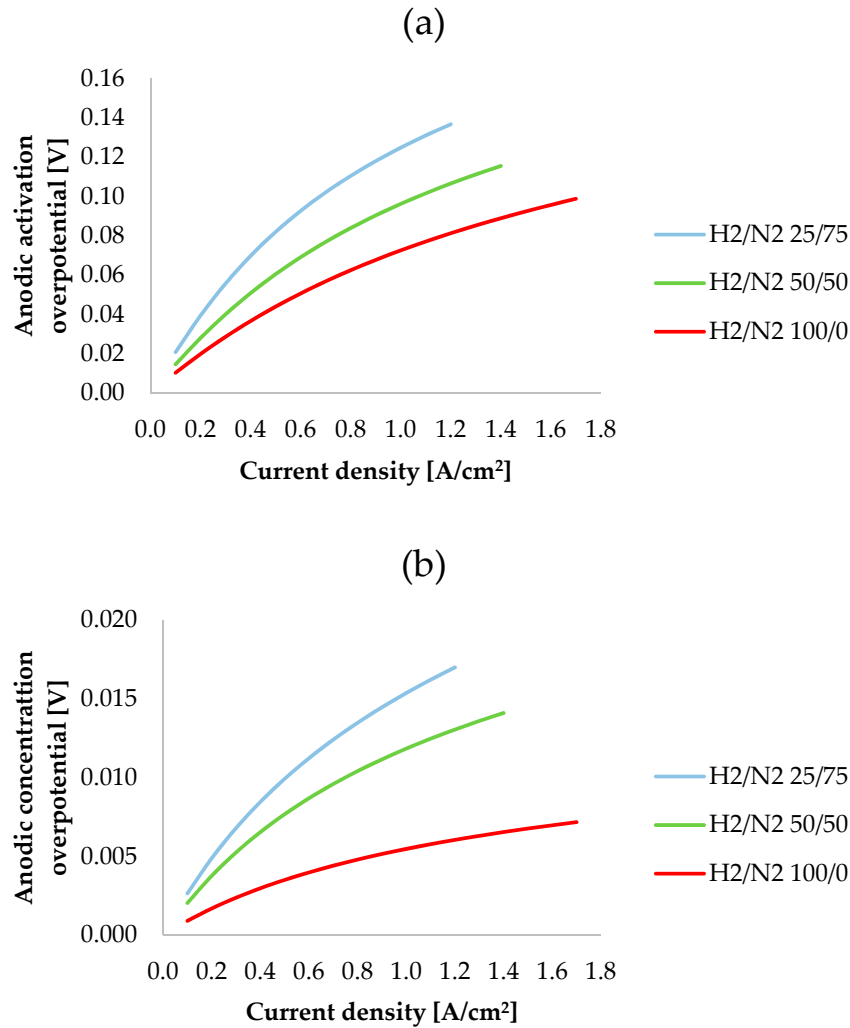 (a)
Anodic activation
overpotential [V]
0.16
0.14
0.12
0.10
0.08
0.06
0.04
0.02
0.00
0.0 0.2 0.4 0.6 0.8 1.0 1.2 1.4 1.6 1.8
Current density [A/cm²]
H2/N2 25/75
H2/N2 50/50
H2/N2 100/0
(b)
Anodic concentrattion
overpotential [V]
0.020
0.015
0.010
0.005
0.000
0.0 0.2 0.4 0.6 0.8 1.0 1.2 1.4 1.6 1.8
Current density [A/cm²]
H2/N2 25/75
H2/N2 50/50
H2/N2 100/0